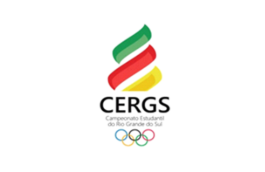 CERGS
Campeonato Estudantil
do Rio Grande do Sul